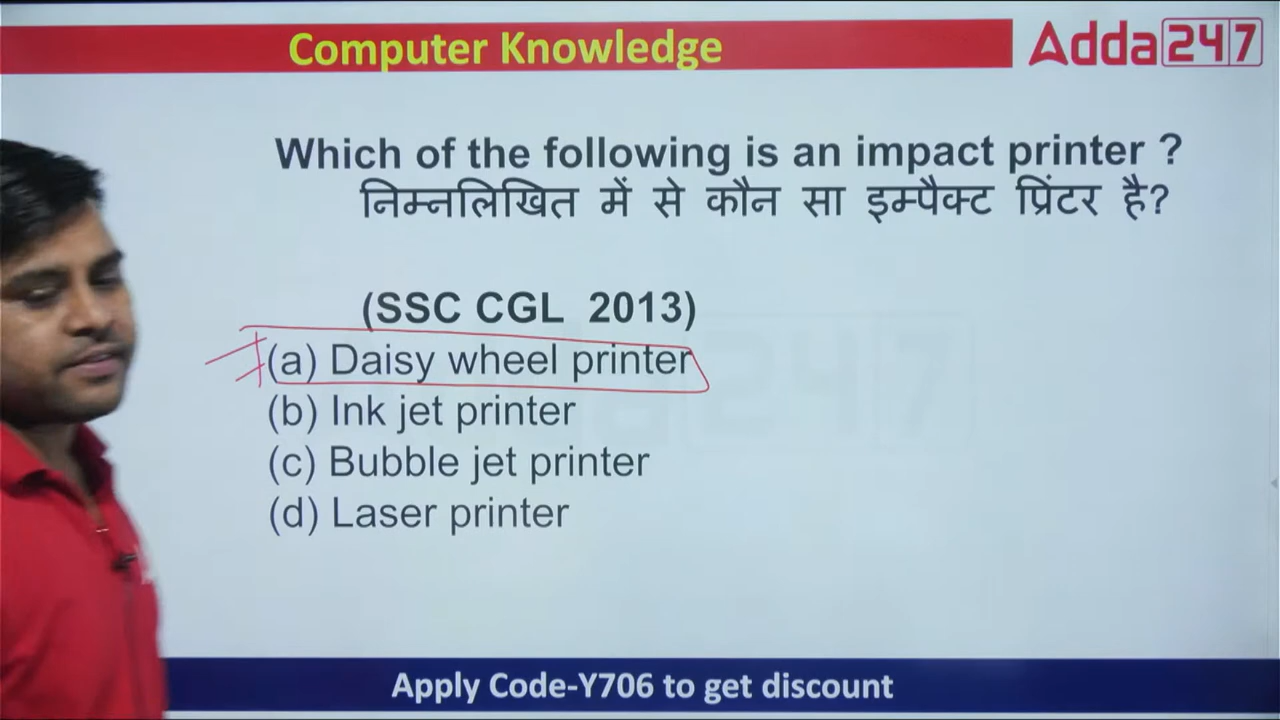 Computer Knowledge
Adda247
Which of the following is an impact printer ?
निम्नलिखित में से कौन सा इम्पैक्ट प्रिंटर है?
(SSC CGL 2013)
(a) Daisy wheel printer
(b) Ink jet printer
(c) Bubble jet printer
(d) Laser printer
Apply Code-Y706 to get discount